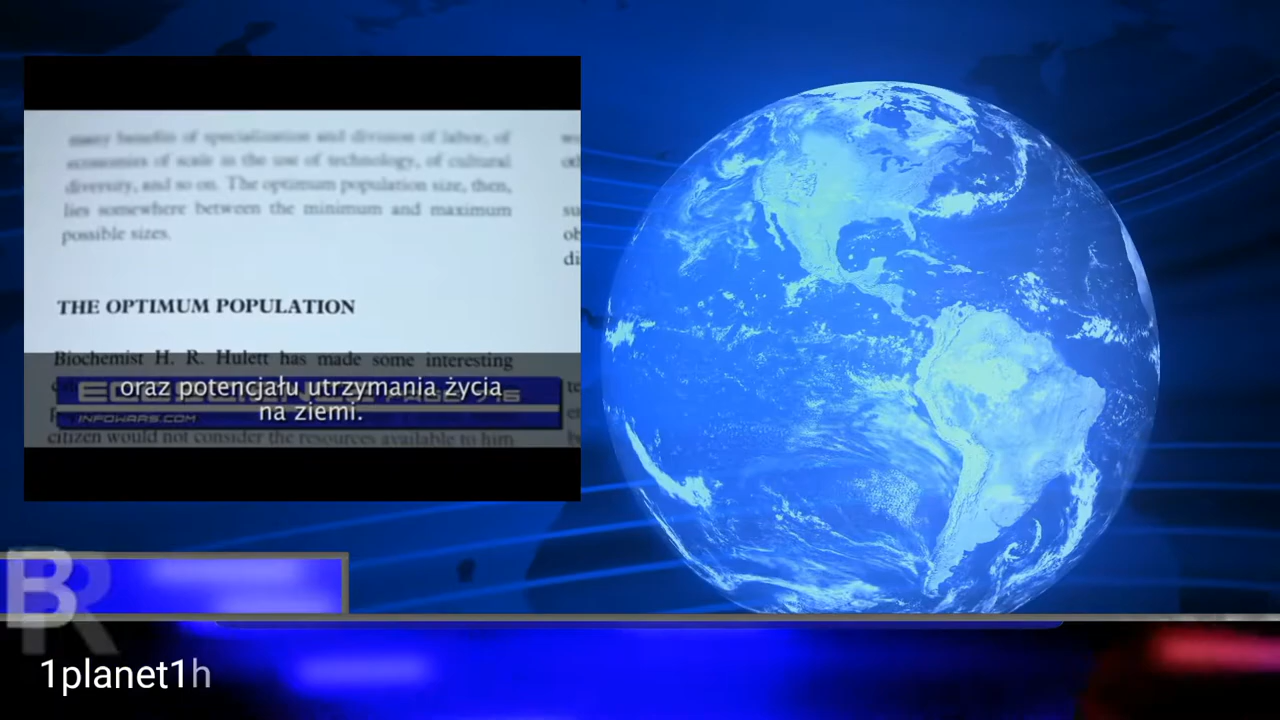 many benefits of specialization and division of labor, of
economies of scale in the use of technology, of cultural
diversity, and so on. The optimum population size, then,
lies somewhere between the minimum and maximum
possible sizes.
THE OPTIMUM POPULATION
Biochemist H. R. Hulett has made some interesting
oraz potencjału utrzymania życia
na ziemi.
INFOWARS.COM
citizen would not consider the resources available to him
BR
1planet1h